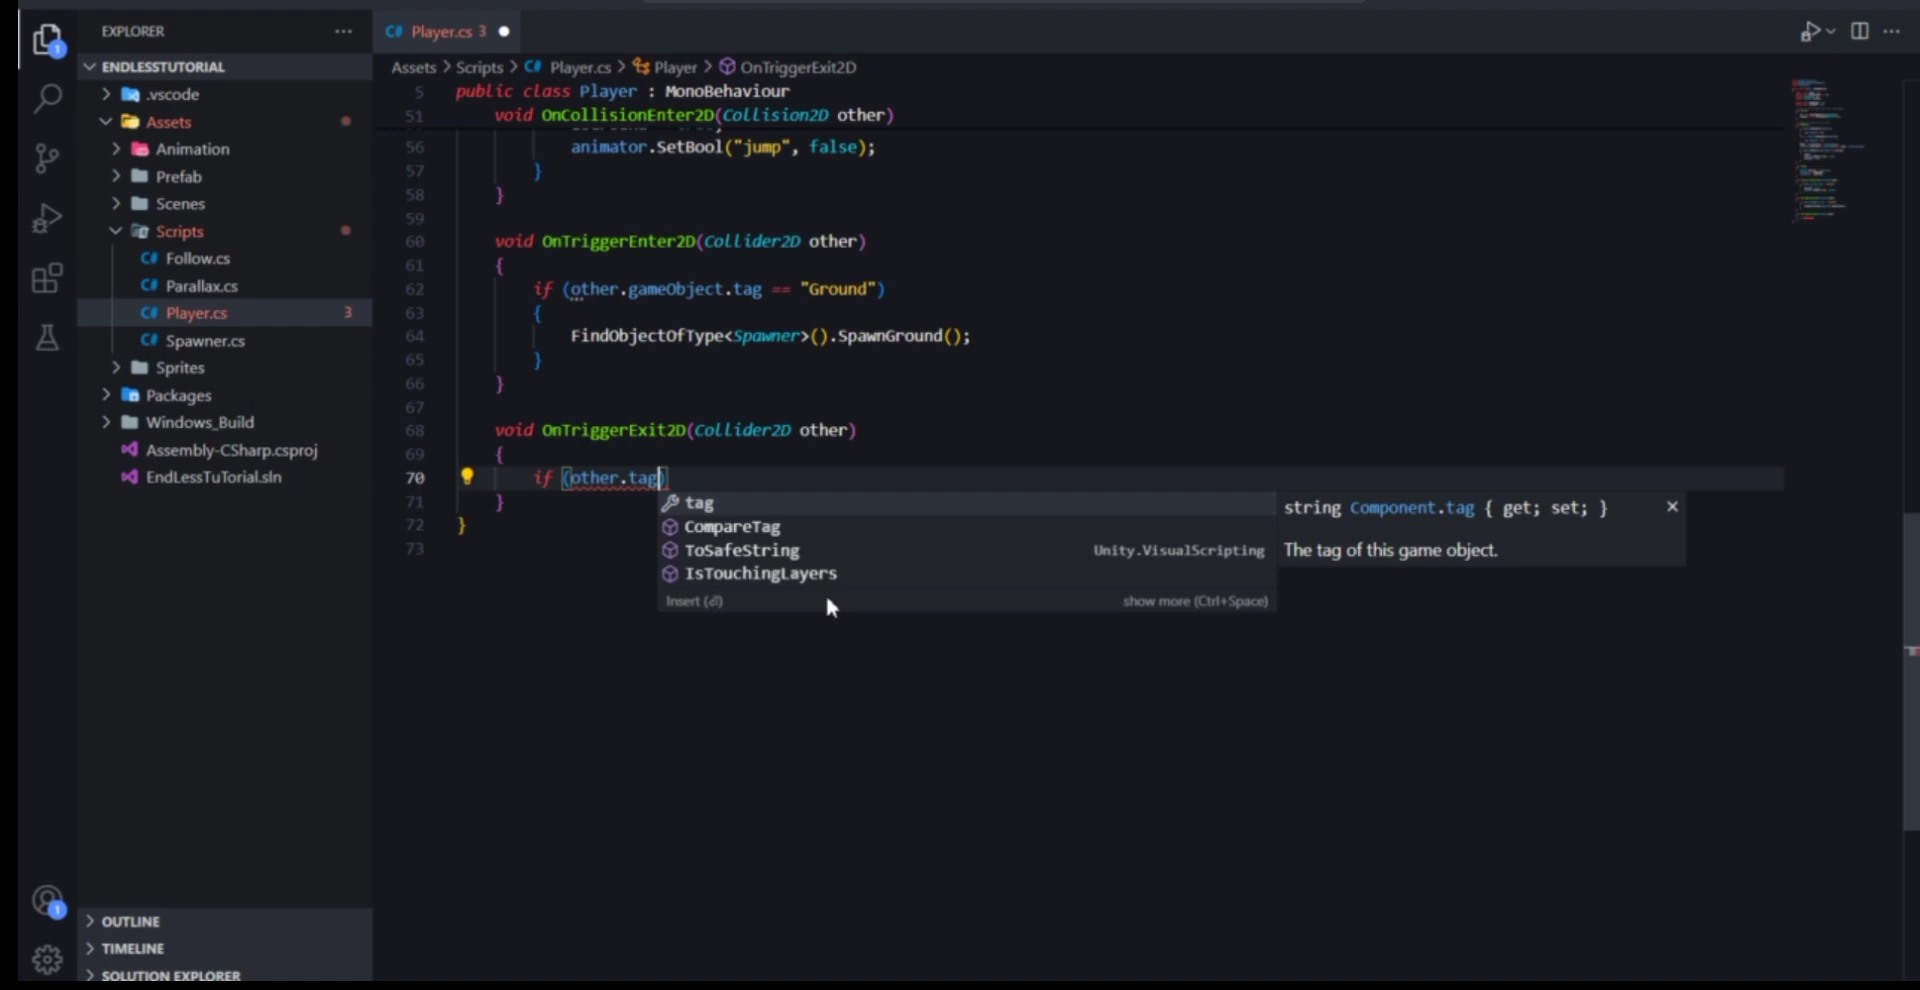 EXPLORER ...
C# Player.cs 3
ENDLESSTUTORIAL
.vscode
Assets
Animation
Prefab
Scenes
Scripts
C# Follow.cs
C# Parallax.cs
C# Player.cs 3
C# Spawner.cs
Sprites
Packages
Windows_Build
Assembly-CSharp.csproj
EndLessTuTorial.sln
OUTLINE
TIMELINE
SOLUTION EXPLORER
1
1
Assets > Scripts > C# Player.cs > Player > OnTriggerExit2D
5 public class Player : MonoBehaviour
51 void OnCollisionEnter2D(Collision2D other)
56 animator.SetBool("jump", false);
57 }
58 }
59
60 void OnTriggerEnter2D(Collider2D other)
61 {
62 if (other.gameObject.tag == "Ground")
63 {
64 FindObjectOfType<Spawner>().SpawnGround();
65 }
66 }
67
68 void OnTriggerExit2D(Collider2D other)
69 {
70 if (other.tag)
71 }
72 }
73
tag
CompareTag
ToSafeString Unity.VisualScripting
IsTouchingLayers
Insert (⏎) show more (Ctrl+Space)
string Component.tag { get; set; }
The tag of this game object.